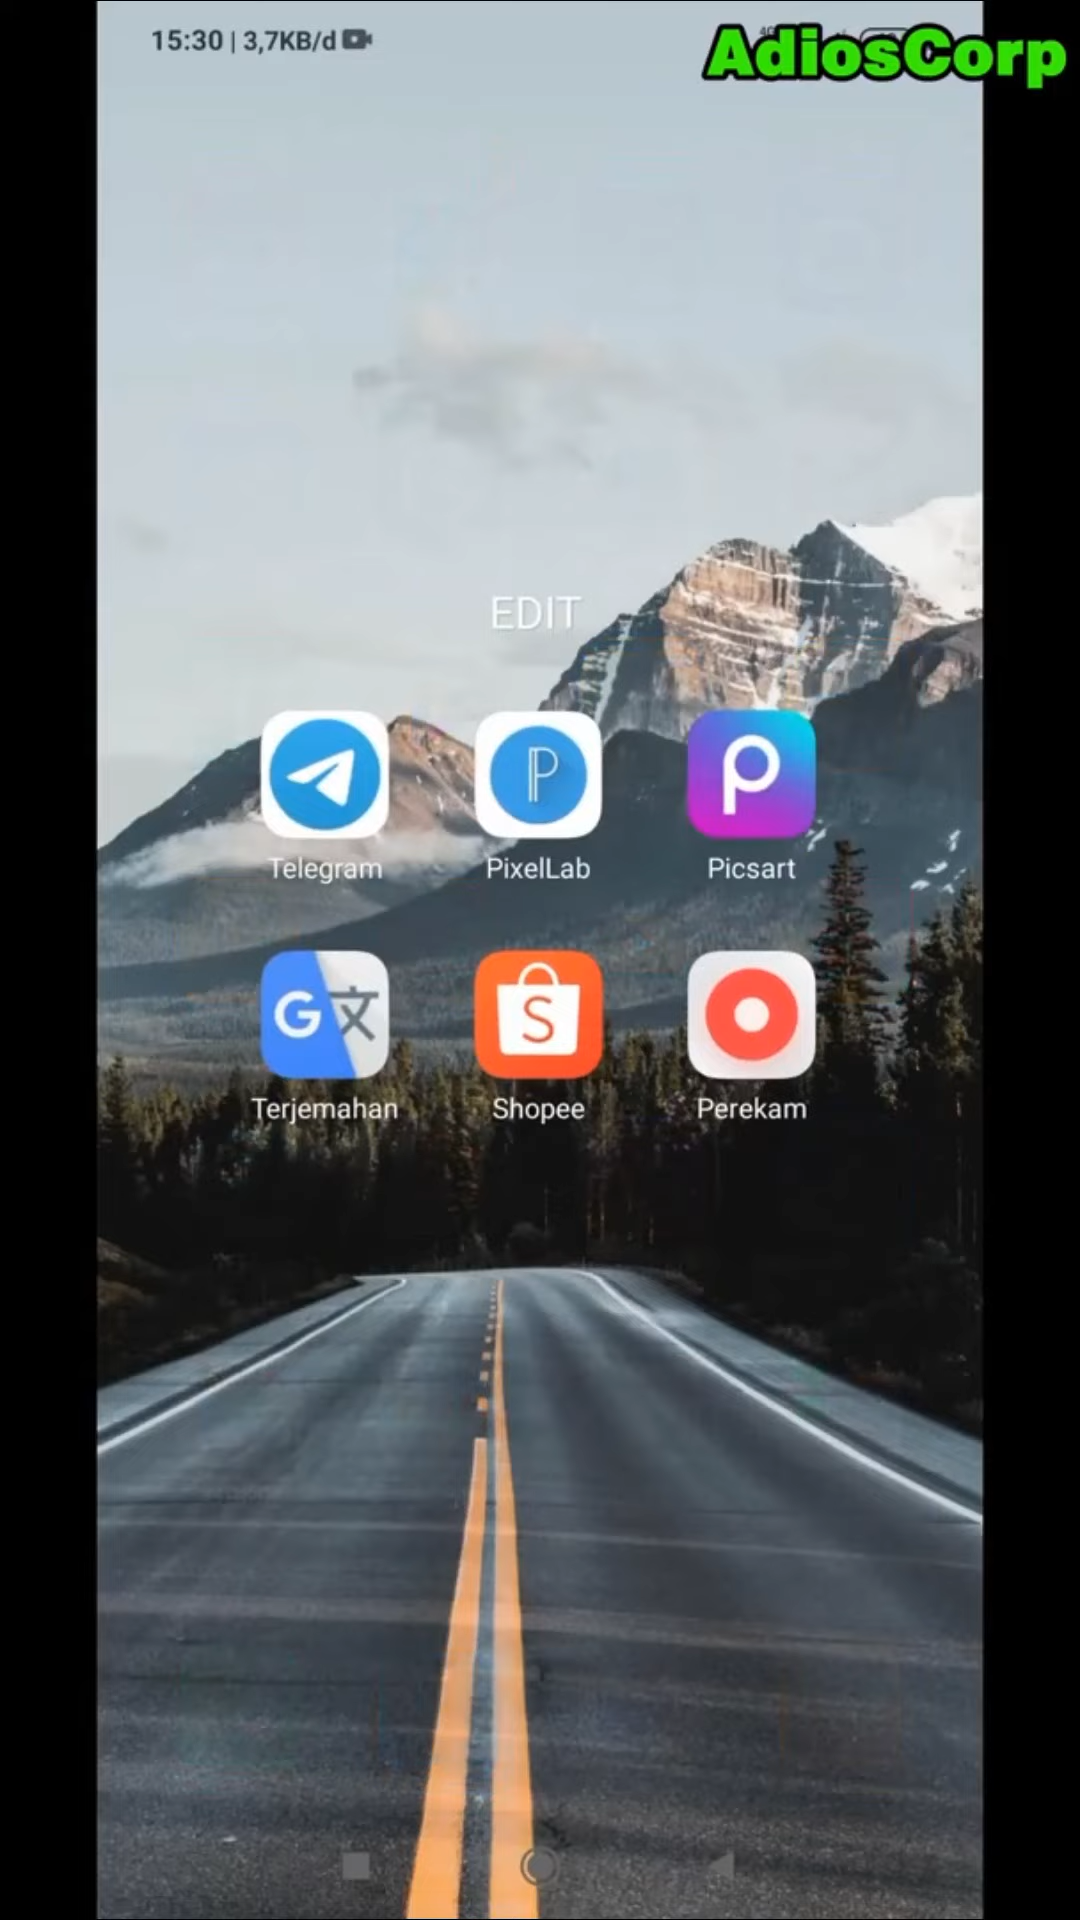 15:30 | 3,7KB/d
AdiosCorp
EDIT
Telegram
PixelLab
Picsart
Terjemahan
Shopee
Perekam